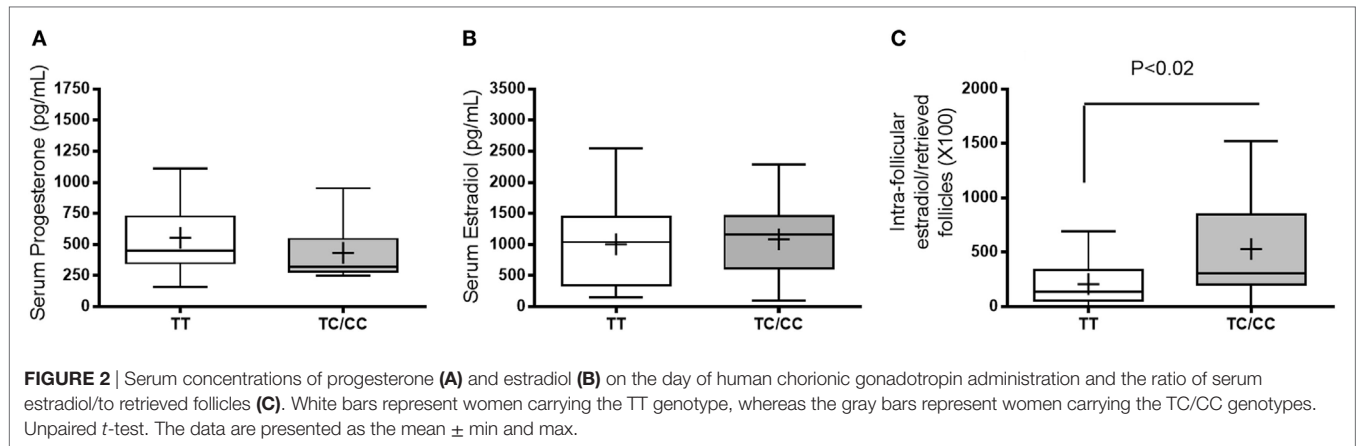 A
B
C
Serum Progesterone (pg/mL)
1750
1500
1250
1000
750
500
250
0
TT
TC/CC
Serum Estradiol (pg/mL)
3500
3000
2500
2000
1500
1000
500
0
TT
TC/CC
P<0.02
Intra-follicular
estradiol/retrieved
follicles (X100)
2000
1500
1000
500
0
TT
TC/CC
FIGURE 2 | Serum concentrations of progesterone (A) and estradiol (B) on the day of human chorionic gonadotropin administration and the ratio of serum
estradiol/to retrieved follicles (C). White bars represent women carrying the TT genotype, whereas the gray bars represent women carrying the TC/CC genotypes.
Unpaired t-test. The data are presented as the mean ± min and max.